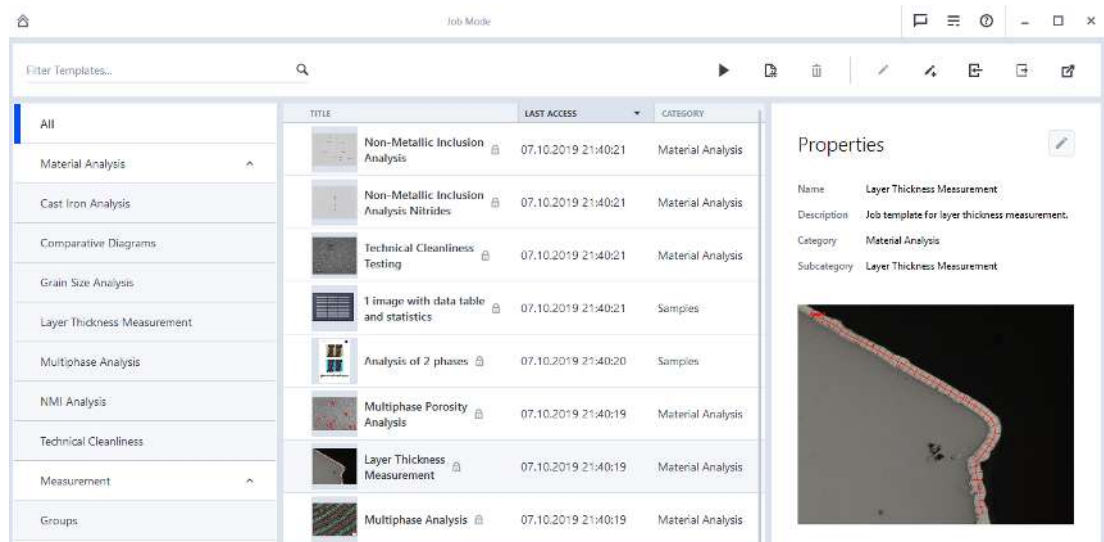 Job Mode
Filter Templates...
All
Material Analysis
Cast Iron Analysis
Comparative Diagrams
Grain Size Analysis
Layer Thickness Measurement
Multiphase Analysis
NMI Analysis
Technical Cleanliness
Measurement
Groups
TITLE LAST ACCESS CATEGORY
Non-Metallic Inclusion
Analysis 07.10.2019 21:40:21 Material Analysis
Non-Metallic Inclusion
Analysis Nitrides 07.10.2019 21:40:21 Material Analysis
Technical Cleanliness
Testing 07.10.2019 21:40:21 Material Analysis
1 image with data table
and statistics 07.10.2019 21:40:21 Samples
Analysis of 2 phases 07.10.2019 21:40:20 Samples
Multiphase Porosity
Analysis 07.10.2019 21:40:19 Material Analysis
Layer Thickness
Measurement 07.10.2019 21:40:19 Material Analysis
Multiphase Analysis 07.10.2019 21:40:19 Material Analysis
Properties
Name Layer Thickness Measurement
Description Job template for layer thickness measurement.
Category Material Analysis
Subcategory Layer Thickness Measurement